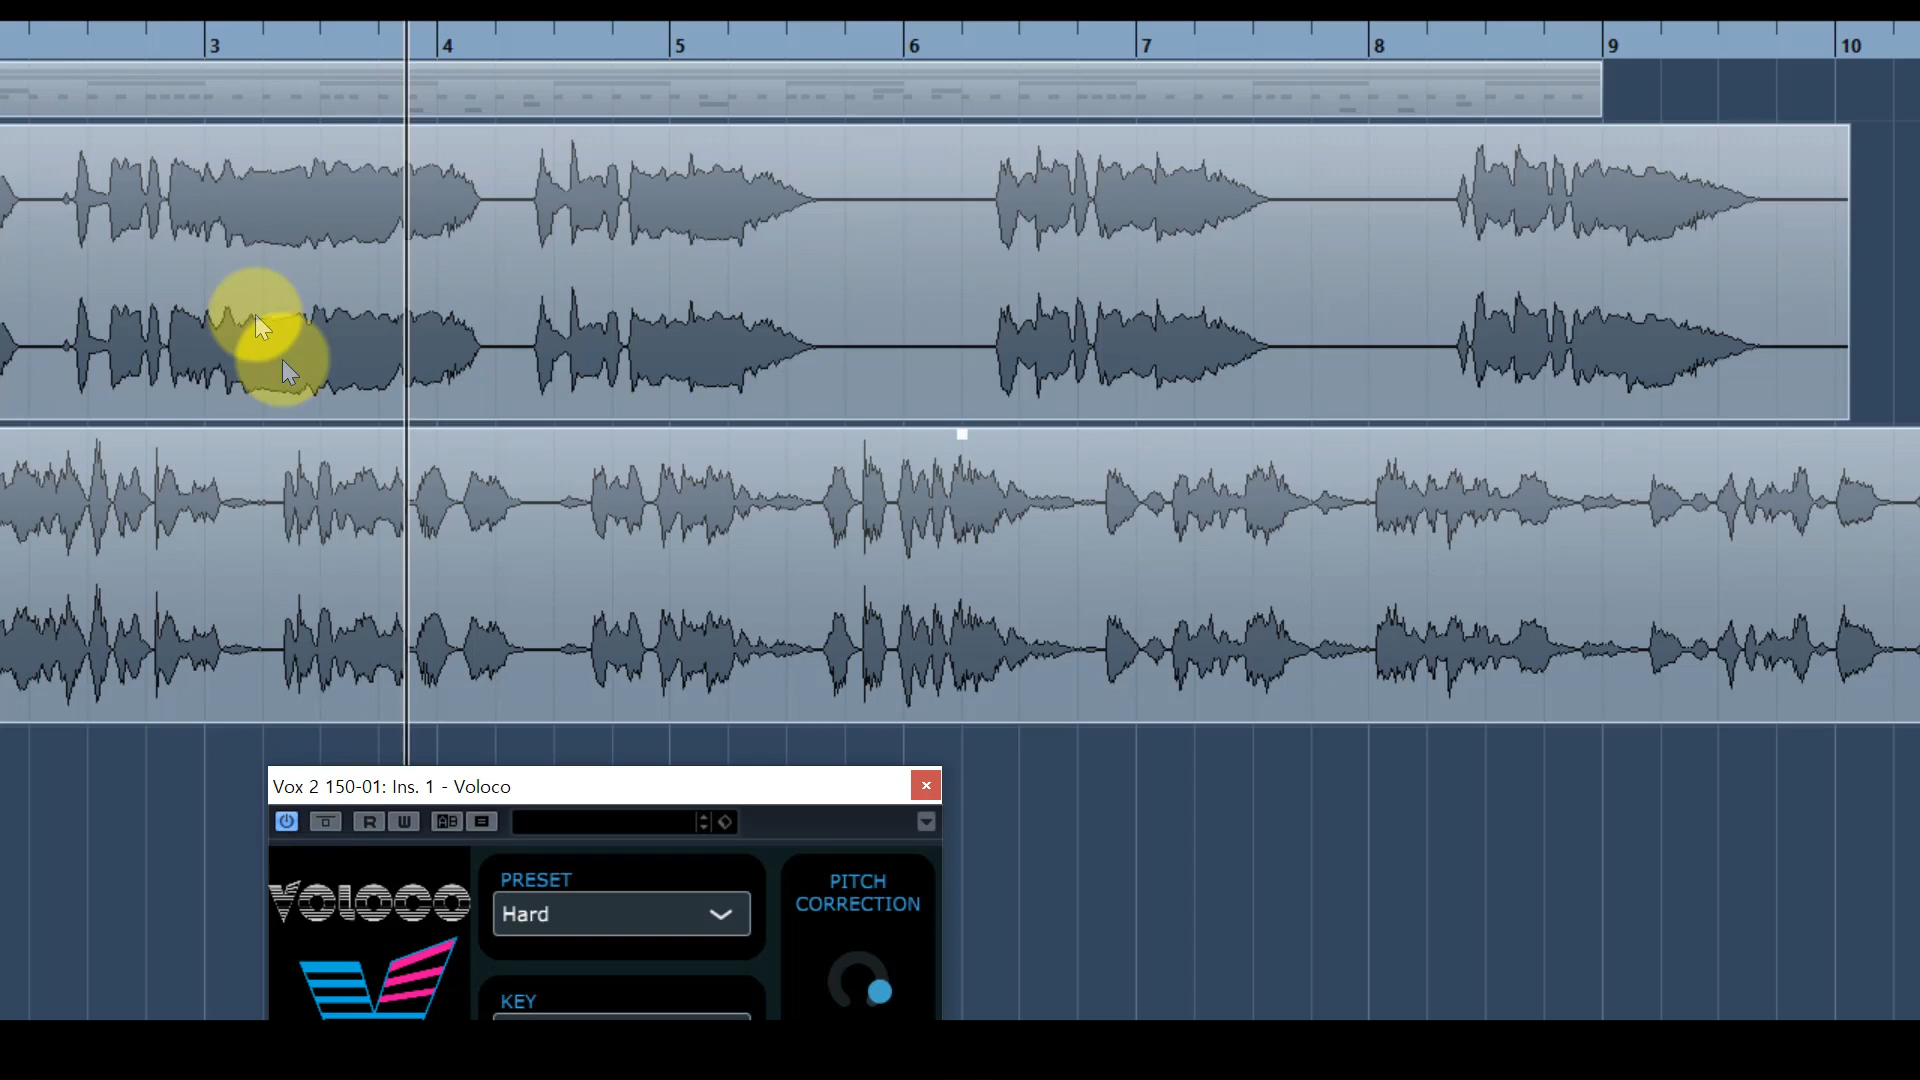 3 4 5 6 7 8 9 10
Vox 2 150-01: Ins. 1 - Voloco
R W AB
VOLOCO
PRESET
Hard
PITCH
CORRECTION
KEY